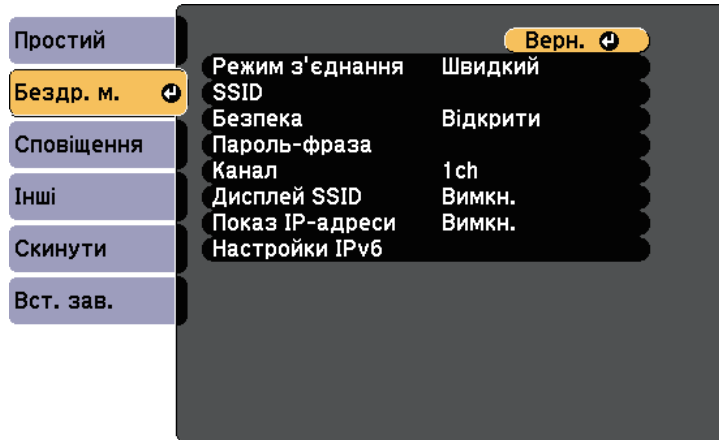 Простий
Бездр. м.
Сповіщення
Інші
Скинути
Вст. зав.
Верн.
Режим з'єднання Швидкий
SSID
Безпека Відкрити
Пароль-фраза
Канал 1ch
Дисплей SSID Вимкн.
Показ IP-адреси Вимкн.
Настройки IPv6